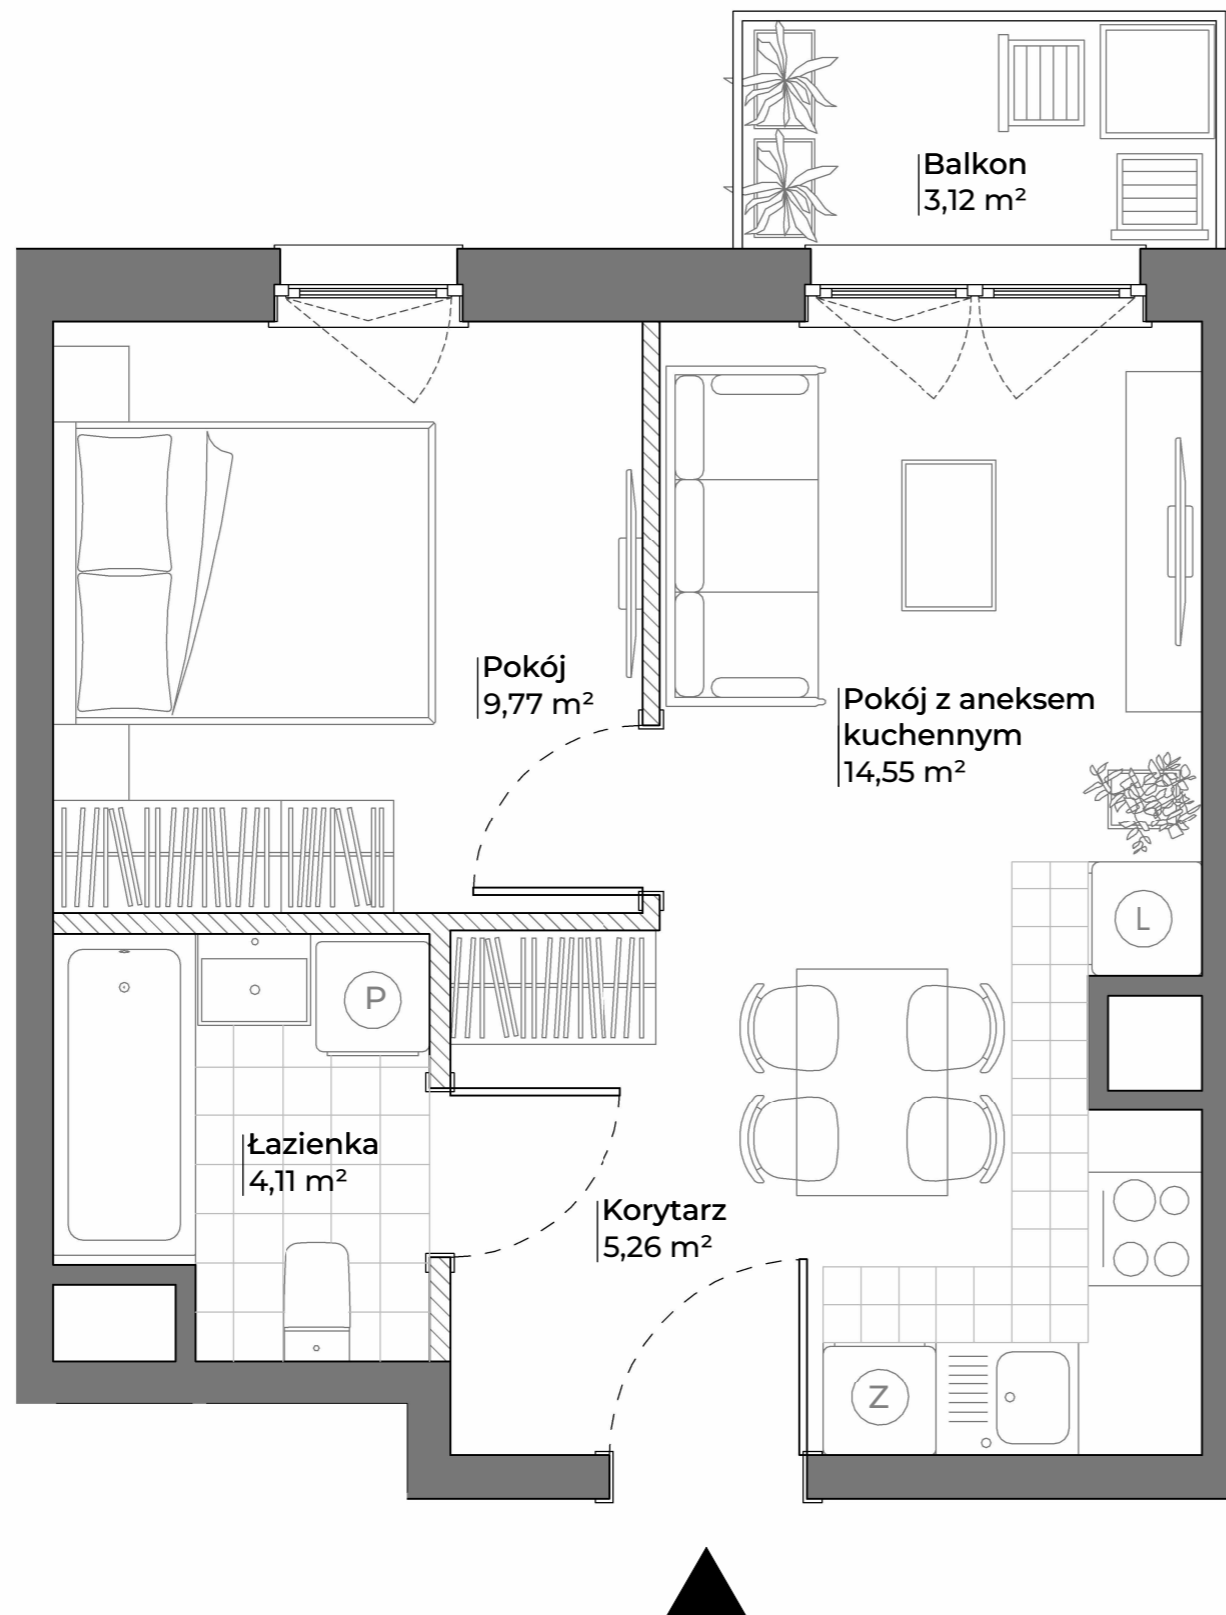 Balkon
3,12 m²
Pokój
9,77 m²
Pokój z aneksem
kuchennym
14,55 m²
L
P
Łazienka
4,11 m²
Korytarz
5,26 m²
Z